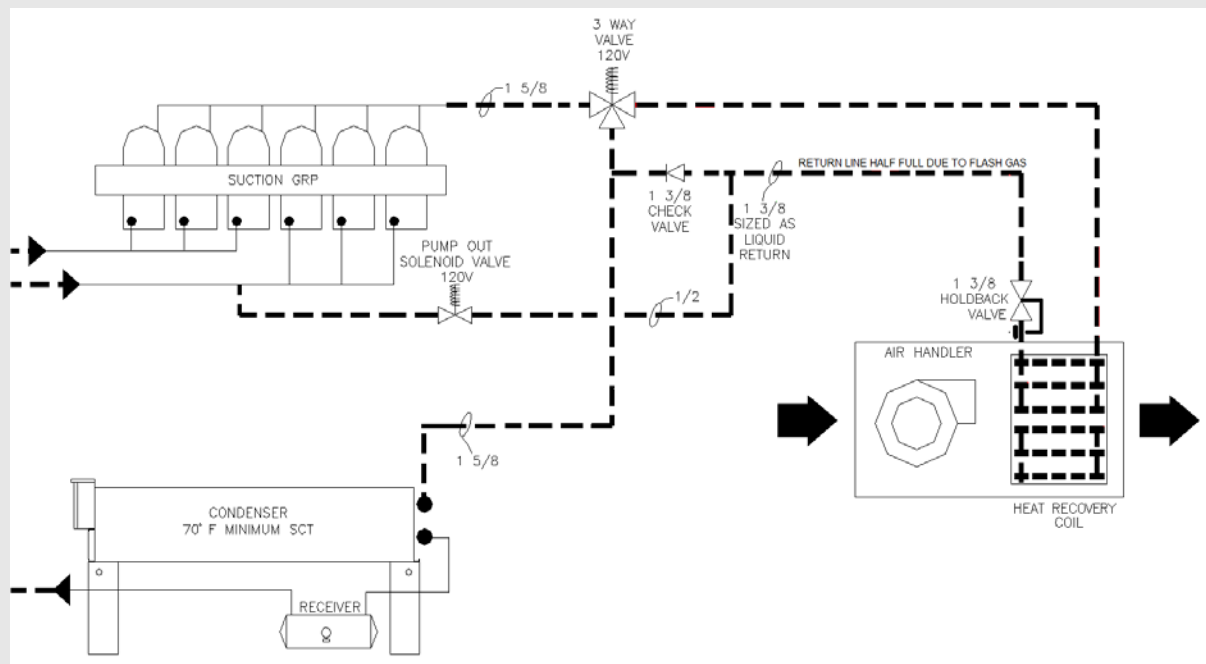 3 WAY
VALVE
120V
1 5/8
RETURN LINE HALF FULL DUE TO FLASH GAS
SUCTION GRP
1 3/8
CHECK
VALVE
1 3/8
SIZED AS
LIQUID
RETURN
PUMP OUT
SOLENOID VALVE
120V
1/2
1 3/8
HOLDBACK
VALVE
AIR HANDLER
1 5/8
CONDENSER
70° F MINIMUM SCT
HEAT RECOVERY
COIL
RECEIVER